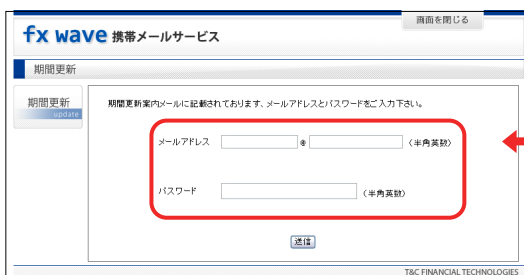 画面を閉じる
fx wave 携帯メールサービス
期間更新
期間更新
update
期間更新案内メールに記載されております、メールアドレスとパスワードをご入力下さい。
メールアドレス @ （半角英数）
パスワード （半角英数）
送信
T&C FINANCIAL TECHNOLOGIES